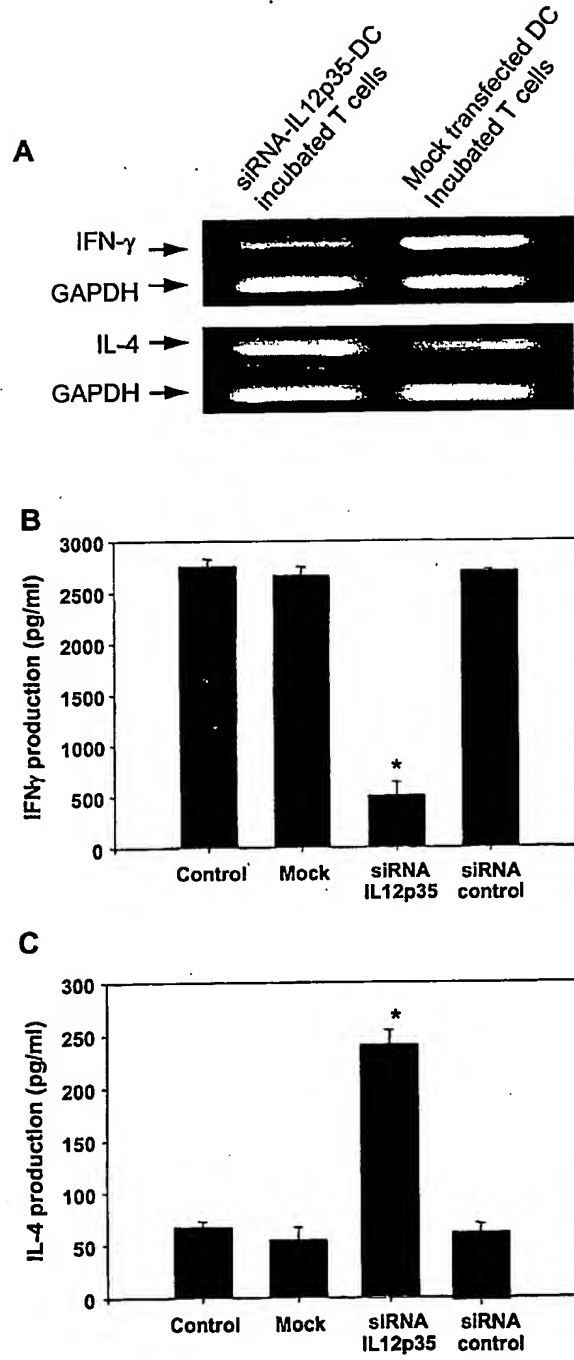 A
siRNA-IL12p35-DC
incubated T cells
Mock transfected DC
Incubated T cells
IFN-γ
GAPDH
IL-4
GAPDH
B
IFNγ production (pg/ml)
3000
2500
2000
1500
1000
500
0
*
Control
Mock
siRNA
IL12p35
siRNA
control
C
IL-4 production (pg/ml)
300
250
200
150
100
50
0
*
Control
Mock
siRNA
IL12p35
siRNA
control